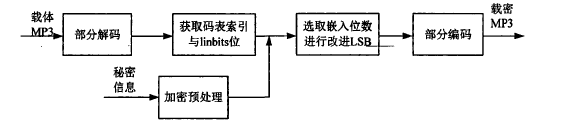 载体
MP3
部分解码
获取码表索引
与linbits位
选取嵌入位数
进行改进LSB
部分编码
载密
MP3
秘密
信息
加密预处理